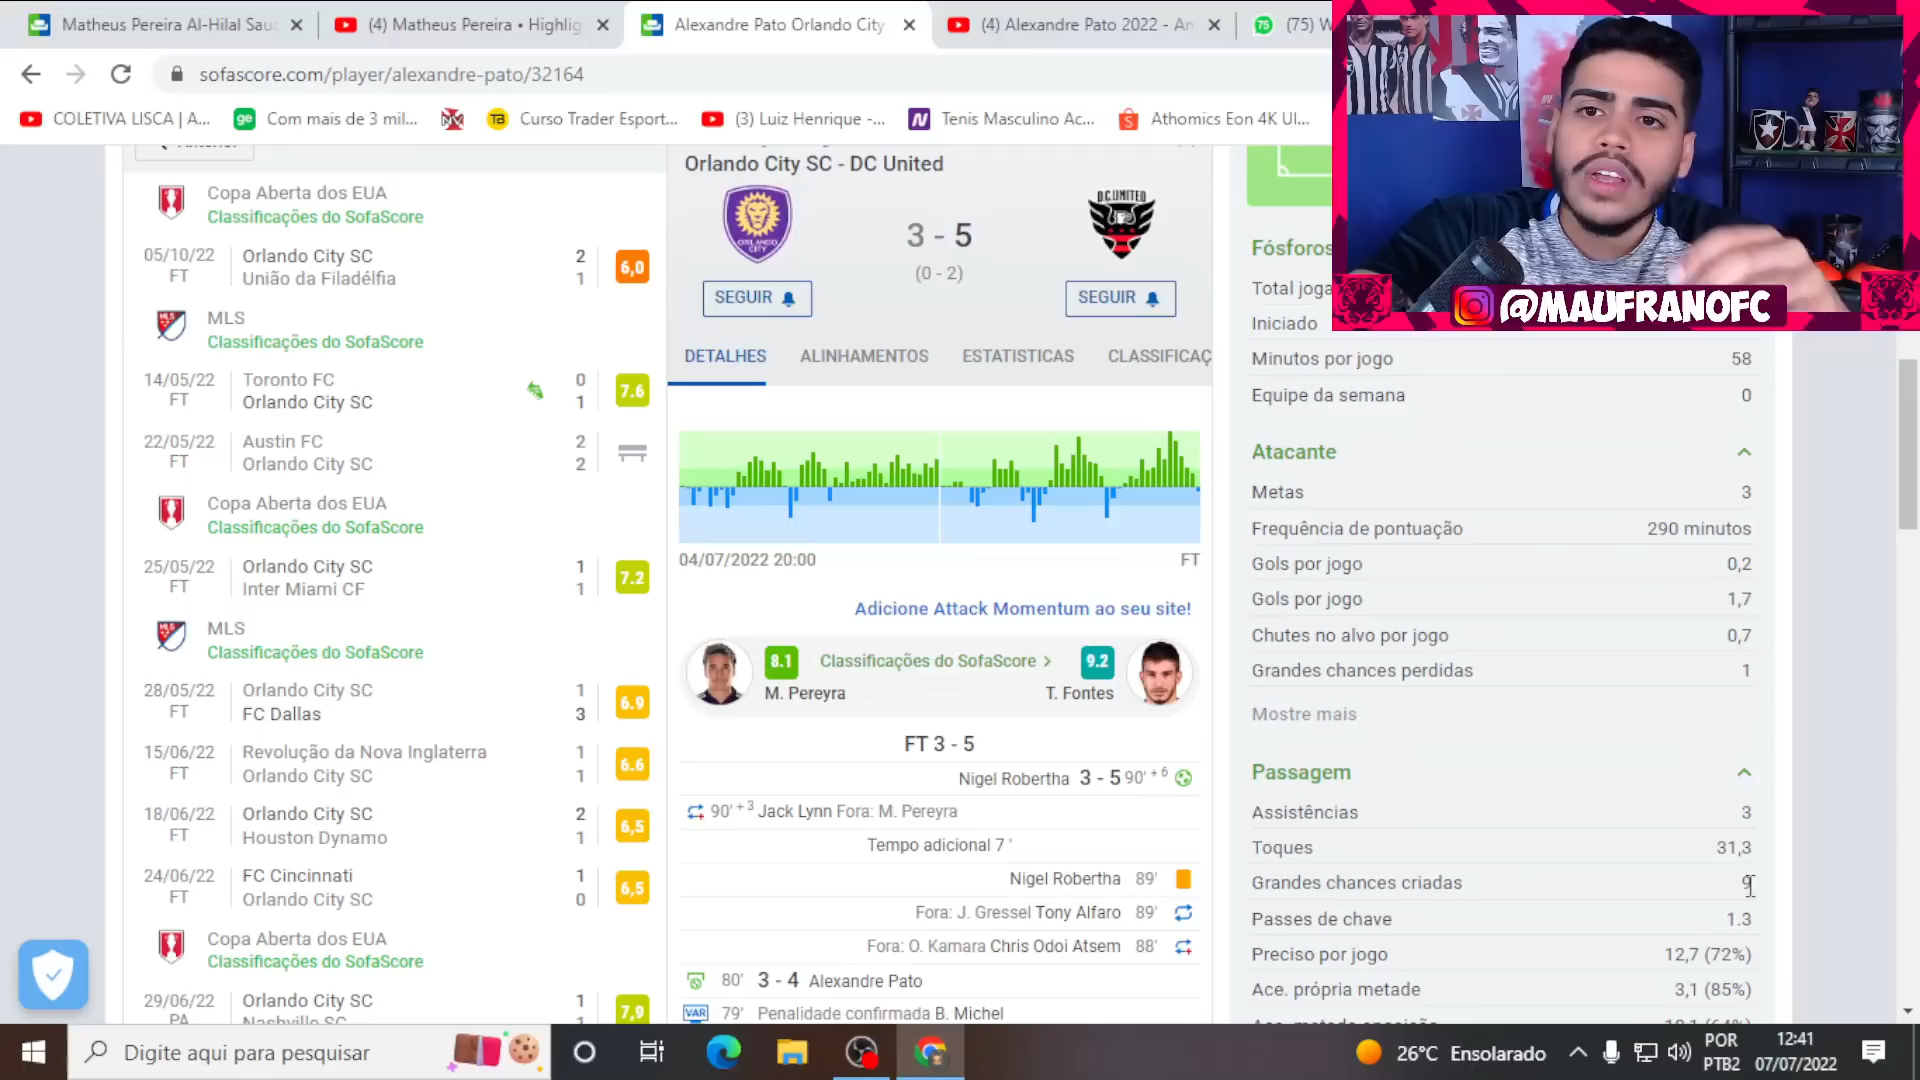 Matheus Pereira Al-Hilal Sau
(4) Matheus Pereira • Highlig
Alexandre Pato Orlando City
(4) Alexandre Pato 2022 - An
75
(75) W
sofascore.com/player/alexandre-pato/32164
COLETIVA LISCA | A...
ge
Com mais de 3 mil...
TB
Curso Trader Esport...
(3) Luiz Henrique -...
N
Tenis Masculino Ac...
Athomics Eon 4K Ul...
Copa Aberta dos EUA
Classificações do SofaScore
05/10/22
FT
Orlando City SC
2
União da Filadélfia
1
6,0
MLS
Classificações do SofaScore
14/05/22
FT
Toronto FC
0
Orlando City SC
1
7.6
22/05/22
FT
Austin FC
2
Orlando City SC
2
Copa Aberta dos EUA
Classificações do SofaScore
25/05/22
FT
Orlando City SC
1
Inter Miami CF
1
7.2
MLS
Classificações do SofaScore
28/05/22
FT
Orlando City SC
1
FC Dallas
3
6.9
15/06/22
FT
Revolução da Nova Inglaterra
1
Orlando City SC
1
6.6
18/06/22
FT
Orlando City SC
2
Houston Dynamo
1
6,5
24/06/22
FT
FC Cincinnati
1
Orlando City SC
0
6,5
Copa Aberta dos EUA
Classificações do SofaScore
29/06/22
PA
Orlando City SC
1
Nashville SC
1
7,9
Orlando City SC - DC United
ORLANDO CITY
D.C.UNITED
3 - 5
(0 - 2)
SEGUIR
SEGUIR
DETALHES
ALINHAMENTOS
ESTATISTICAS
CLASSIFICAÇ
04/07/2022 20:00
FT
Adicione Attack Momentum ao seu site!
8.1
M. Pereyra
Classificações do SofaScore >
9.2
T. Fontes
FT 3 - 5
Nigel Robertha 3 - 5 90' + 6
90' + 3 Jack Lynn Fora: M. Pereyra
Tempo adicional 7 '
Nigel Robertha 89'
Fora: J. Gressel Tony Alfaro 89'
Fora: O. Kamara Chris Odoi Atsem 88'
80' 3 - 4 Alexandre Pato
VAR 79' Penalidade confirmada B. Michel
@MAUFRANOFC
Fósforos
Total joga
Iniciado
Minutos por jogo 58
Equipe da semana 0
Atacante
Metas 3
Frequência de pontuação 290 minutos
Gols por jogo 0,2
Gols por jogo 1,7
Chutes no alvo por jogo 0,7
Grandes chances perdidas 1
Mostre mais
Passagem
Assistências 3
Toques 31,3
Grandes chances criadas 9
Passes de chave 1.3
Preciso por jogo 12,7 (72%)
Ace. própria metade 3,1 (85%)
Digite aqui para pesquisar
26°C Ensolarado
POR
PTB2
12:41
07/07/2022